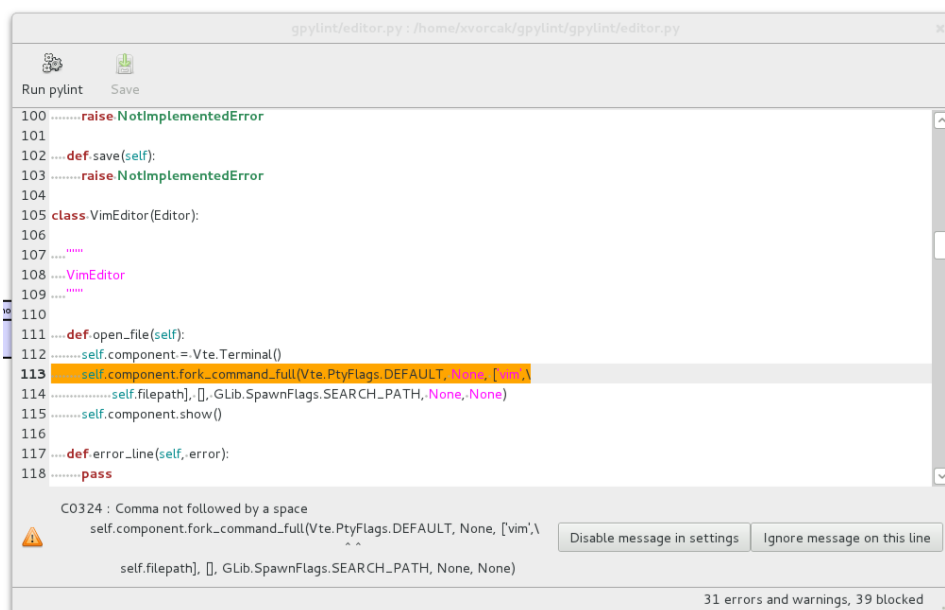 gpylint/editor.py : /home/xvorcak/gpylint/gpylint/editor.py
Run pylint
Save
100 ........raise·NotImplementedError
101
102 ....def·save(self):
103 ........raise·NotImplementedError
104
105 class·VimEditor(Editor):
106
107 ...."""
108 ....VimEditor
109 ...."""
110
111 ....def·open_file(self):
112 ........self.component·=·Vte.Terminal()
113 ........self.component.fork_command_full(Vte.PtyFlags.DEFAULT, None, ['vim',\
114 ................self.filepath],·[],·GLib.SpawnFlags.SEARCH_PATH,·None,·None)
115 ........self.component.show()
116
117 ....def·error_line(self,·error):
118 ........pass
C0324 : Comma not followed by a space
self.component.fork_command_full(Vte.PtyFlags.DEFAULT, None, ['vim',\
^ ^
self.filepath], [], GLib.SpawnFlags.SEARCH_PATH, None, None)
Disable message in settings
Ignore message on this line
31 errors and warnings, 39 blocked